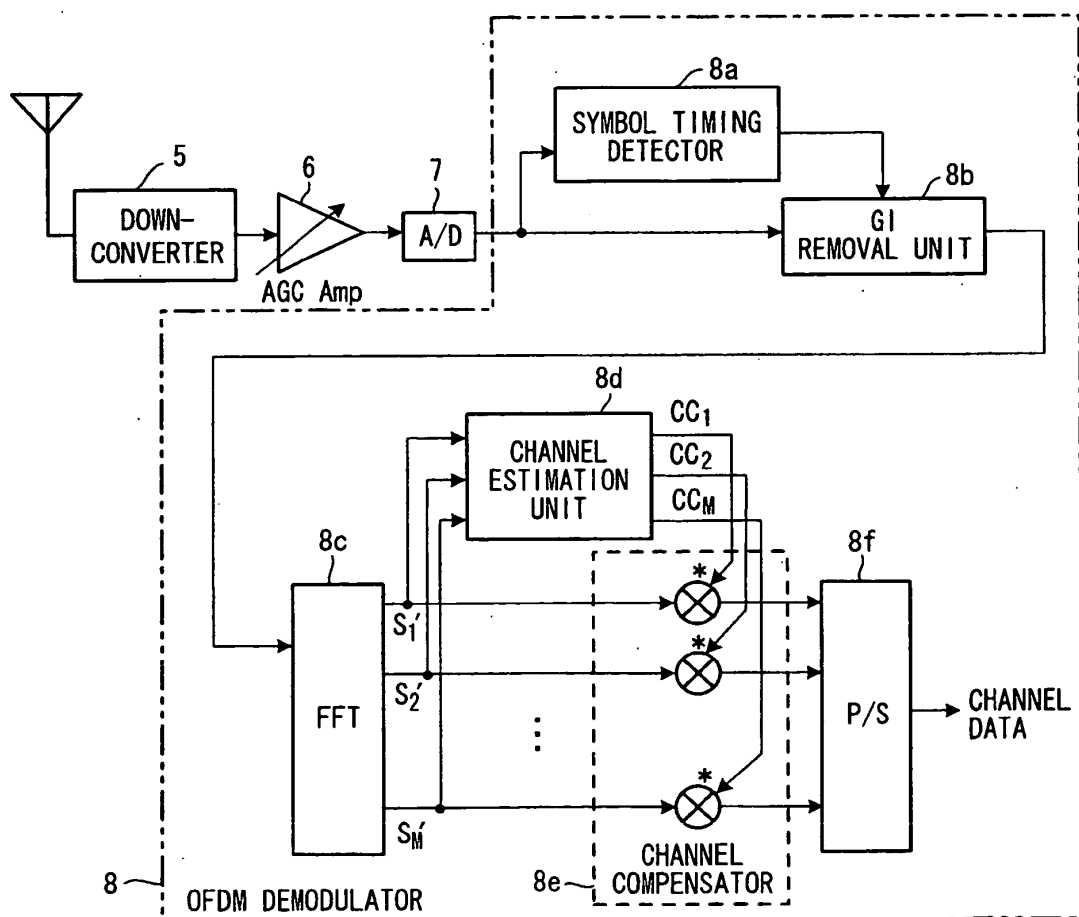 8a
SYMBOL TIMING
DETECTOR
5
6
7
8b
DOWN-
CONVERTER
A/D
GI
REMOVAL UNIT
AGC Amp
8d
CC1
CHANNEL
ESTIMATION
UNIT
CC2
CCM
8c
8f
*
S1'
*
S2'
FFT
P/S
CHANNEL
DATA
*
SM'
CHANNEL
COMPENSATOR
8e
8
OFDM DEMODULATOR